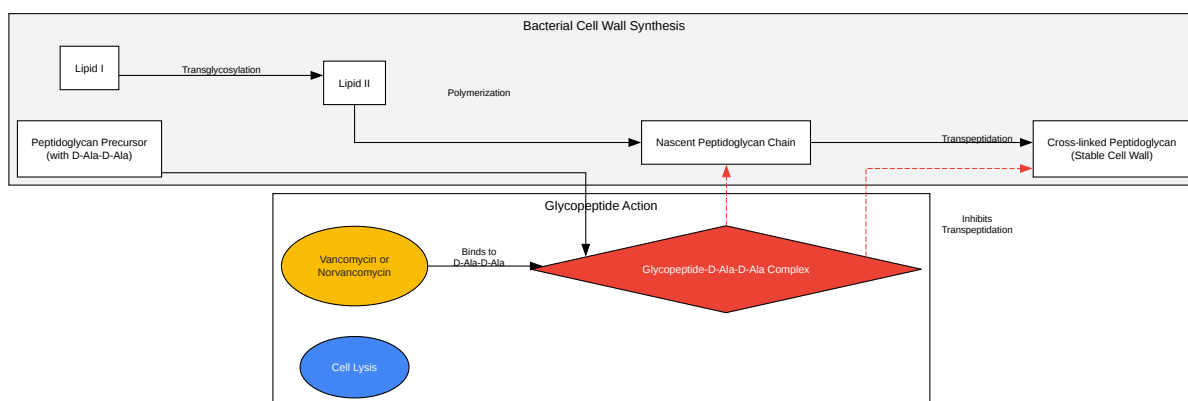 Bacterial Cell Wall Synthesis
Lipid I
Transglycosylation
Lipid II
Polymerization
Peptidoglycan Precursor
(with D-Ala-D-Ala)
Nascent Peptidoglycan Chain
Transpeptidation
Cross-linked Peptidoglycan
(Stable Cell Wall)
Glycopeptide Action
Inhibits
Transpeptidation
Vancomycin or
Norvancomycin
Binds to
D-Ala-D-Ala
Glycopeptide-D-Ala-D-Ala Complex
Cell Lysis